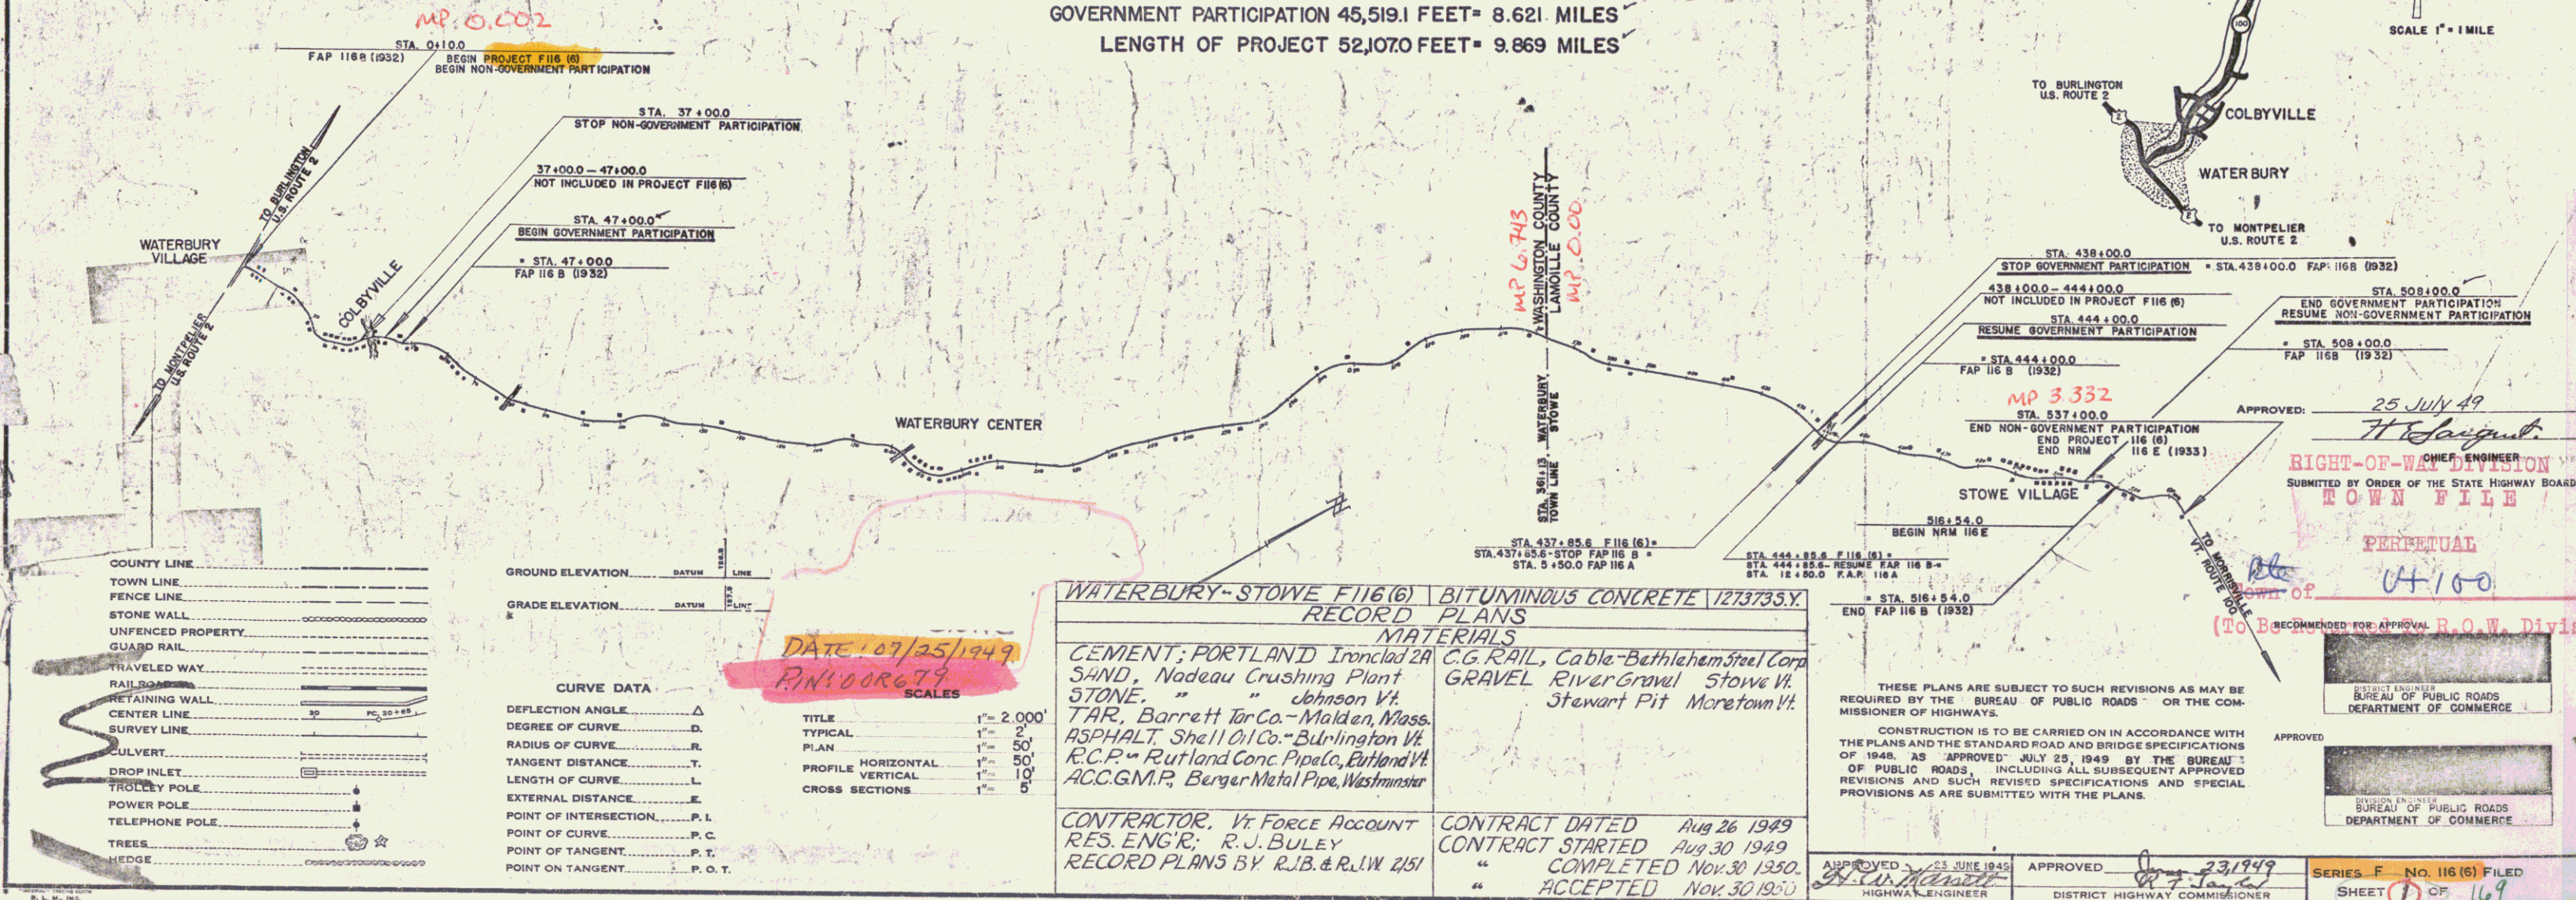 MP. 0.002
STA. 0+10.0
FAP 116B (1932)
BEGIN PROJECT F116 (6)
BEGIN NON-GOVERNMENT PARTICIPATION
GOVERNMENT PARTICIPATION 45,519.1 FEET= 8.621 MILES
LENGTH OF PROJECT 52,107.0 FEET= 9.869 MILES
SCALE 1"=1 MILE
100
TO BURLINGTON
U.S. ROUTE 2
2
COLBYVILLE
WATERBURY
2
TO MONTPELIER
U.S. ROUTE 2
STA. 37+00.0
STOP NON-GOVERNMENT PARTICIPATION
37+00.0 – 47+00.0
NOT INCLUDED IN PROJECT F116(6)
STA. 47+00.0
BEGIN GOVERNMENT PARTICIPATION
= STA. 47+00.0
FAP 116 B (1932)
TO BURLINGTON
U.S. ROUTE 2
WATERBURY
VILLAGE
COLBYVILLE
TO MONTPELIER
U.S. ROUTE 2
WATERBURY CENTER
MP 6.743
WASHINGTON COUNTY
LAMOILLE COUNTY
MP. 0.00
STA. 361+13
TOWN LINE
WATERBURY
STOWE
STA. 438+00.0
STOP GOVERNMENT PARTICIPATION
= STA. 438+00.0 FAP 116B (1932)
438+00.0 – 444+00.0
NOT INCLUDED IN PROJECT F116 (6)
STA. 444+00.0
RESUME GOVERNMENT PARTICIPATION
= STA. 444+00.0
FAP 116 B (1932)
STA. 508+00.0
END GOVERNMENT PARTICIPATION
RESUME NON-GOVERNMENT PARTICIPATION
= STA. 508+00.0
FAP 116B (1932)
MP 3.332
STA. 537+00.0
END NON-GOVERNMENT PARTICIPATION
END PROJECT 116 (6)
END NRM 116 E (1933)
STOWE VILLAGE
516+54.0
BEGIN NRM 116E
= STA. 516+54.0
END FAP 116 B (1932)
TO MORRISVILLE
VT. ROUTE 100
STA. 437+85.6 F116(6)=
STA. 437+85.6-STOP FAP 116 B =
STA. 5+50.0 FAP 116 A
STA. 444+85.6 F116 (6) =
STA. 444+85.6- RESUME FAP 116 B=
STA. 12+50.0 F.A.P. 116A
APPROVED: 25 July 49
H E Sargent.
CHIEF ENGINEER
RIGHT-OF-WAY DIVISION
SUBMITTED BY ORDER OF THE STATE HIGHWAY BOARD
TOWN FILE
PERPETUAL
Rte
Town of Vt 100
RECOMMENDED FOR APPROVAL
(To Be Returned To R.O.W. Divis
DISTRICT ENGINEER
BUREAU OF PUBLIC ROADS
DEPARTMENT OF COMMERCE
APPROVED
DIVISION ENGINEER
BUREAU OF PUBLIC ROADS
DEPARTMENT OF COMMERCE
COUNTY LINE
TOWN LINE
FENCE LINE
STONE WALL
UNFENCED PROPERTY
GUARD RAIL
TRAVELED WAY
RAILROAD
RETAINING WALL
CENTER LINE 30 P.C. 30+85
SURVEY LINE
CULVERT
DROP INLET
TROLLEY POLE
POWER POLE
TELEPHONE POLE
TREES
HEDGE
GROUND ELEVATION DATUM LINE
GRADE ELEVATION DATUM LINE
CURVE DATA
DEFLECTION ANGLE Δ
DEGREE OF CURVE D.
RADIUS OF CURVE R.
TANGENT DISTANCE T.
LENGTH OF CURVE L
EXTERNAL DISTANCE E.
POINT OF INTERSECTION P.I.
POINT OF CURVE P.C.
POINT OF TANGENT P.T.
POINT ON TANGENT P.O.T.
DATE: 07/25/1949
PIN: 00R679
SCALES
TITLE 1"= 2,000'
TYPICAL 1"= 2'
PLAN 1"= 50'
PROFILE HORIZONTAL 1"= 50'
VERTICAL 1"= 10'
CROSS SECTIONS 1"= 5'
WATERBURY-STOWE F116(6) BITUMINOUS CONCRETE 127373 S.Y.
RECORD PLANS
MATERIALS
CEMENT; PORTLAND Ironclad 2A
SAND, Nadeau Crushing Plant
STONE. " " Johnson Vt.
TAR, Barrett Tar Co.-Malden, Mass.
ASPHALT, Shell Oil Co.-Burlington Vt.
R.C.P. - Rutland Conc. Pipe Co., Rutland Vt.
ACC.G.M.P., Berger Metal Pipe, Westminster
C.G. RAIL, Cable-Bethlehem Steel Corp
GRAVEL River Gravel Stowe Vt.
Stewart Pit Moretown Vt.
CONTRACTOR. VT. FORCE ACCOUNT
RES. ENG'R; R.J. BULEY
RECORD PLANS BY R.J.B. & R.J.W. 2/51
CONTRACT DATED Aug 26 1949
CONTRACT STARTED Aug 30 1949
" COMPLETED Nov. 30 1950
" ACCEPTED Nov. 30 1950
THESE PLANS ARE SUBJECT TO SUCH REVISIONS AS MAY BE
REQUIRED BY THE BUREAU OF PUBLIC ROADS OR THE COM-
MISSIONER OF HIGHWAYS.
CONSTRUCTION IS TO BE CARRIED ON IN ACCORDANCE WITH
THE PLANS AND THE STANDARD ROAD AND BRIDGE SPECIFICATIONS
OF 1948. AS APPROVED JULY 25, 1949 BY THE BUREAU
OF PUBLIC ROADS, INCLUDING ALL SUBSEQUENT APPROVED
REVISIONS AND SUCH REVISED SPECIFICATIONS AND SPECIAL
PROVISIONS AS ARE SUBMITTED WITH THE PLANS.
APPROVED 23 JUNE 1949
HIGHWAY ENGINEER
APPROVED June 23, 1949
DISTRICT HIGHWAY COMMISSIONER
SERIES F No. 116 (6) FILED
SHEET 1 OF 169